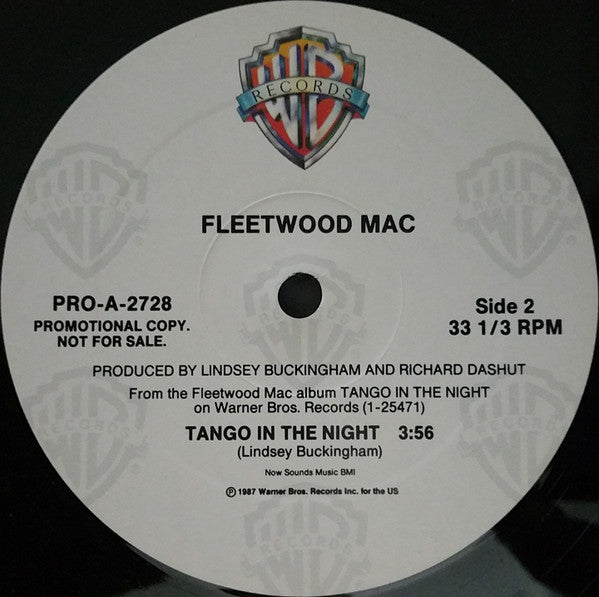 WB
RECORDS
FLEETWOOD MAC
PRO-A-2728
PROMOTIONAL COPY.
NOT FOR SALE.
Side 2
33 1/3 RPM
PRODUCED BY LINDSEY BUCKINGHAM AND RICHARD DASHUT
From the Fleetwood Mac album TANGO IN THE NIGHT
on Warner Bros. Records (1-25471)
TANGO IN THE NIGHT 3:56
(Lindsey Buckingham)
Now Sounds Music BMI
℗ 1987 Warner Bros. Records Inc. for the US